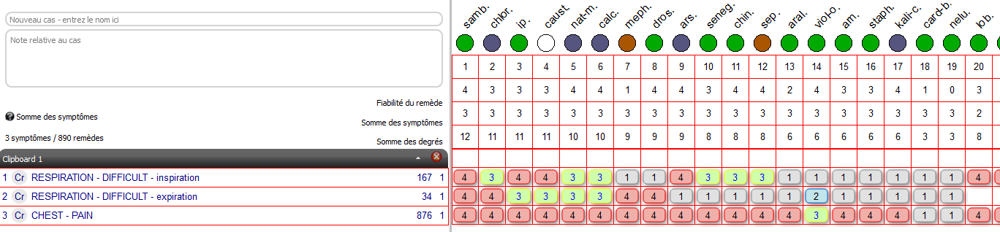 Nouveau cas - entrez le nom ici
Note relative au cas
samb. chlor. ip. caust. nat-m. calc. meph. dros. ars. seneg. chin. sep. aral. viol-o. am. staph. kali-c. card-b. nelu. lob.
1 2 3 4 5 6 7 8 9 10 11 12 13 14 15 16 17 18 19 20
Fiabilité du remède 4 3 3 3 4 4 1 4 4 3 4 4 2 4 3 3 4 1 0 3
Somme des symptômes
Somme des symptômes 3 3 3 3 3 3 3 3 3 3 3 3 3 3 3 3 3 3 3 2
3 symptômes / 890 remèdes
Somme des degrés 12 11 11 11 10 10 9 9 9 8 8 8 6 6 6 6 6 3 3 8
Clipboard 1
1 Cr RESPIRATION - DIFFICULT - inspiration 167 1 4 3 4 4 3 3 1 1 4 3 3 3 1 1 1 1 1 1 1 4
2 Cr RESPIRATION - DIFFICULT - expiration 34 1 4 4 3 3 3 3 4 4 1 1 1 1 1 2 1 1 1 1 1
3 Cr CHEST - PAIN 876 1 4 4 4 4 4 4 4 4 4 4 4 4 4 3 4 4 4 1 1 4